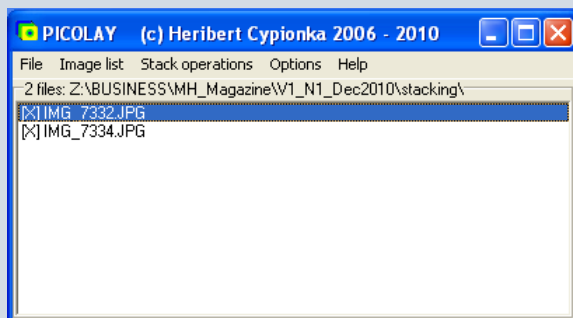 PICOLAY (c) Heribert Cypionka 2006 - 2010
File Image list Stack operations Options Help
2 files: Z:\BUSINESS\MH_Magazine\V1_N1_Dec2010\stacking\
[X] IMG_7332.JPG
[X] IMG_7334.JPG